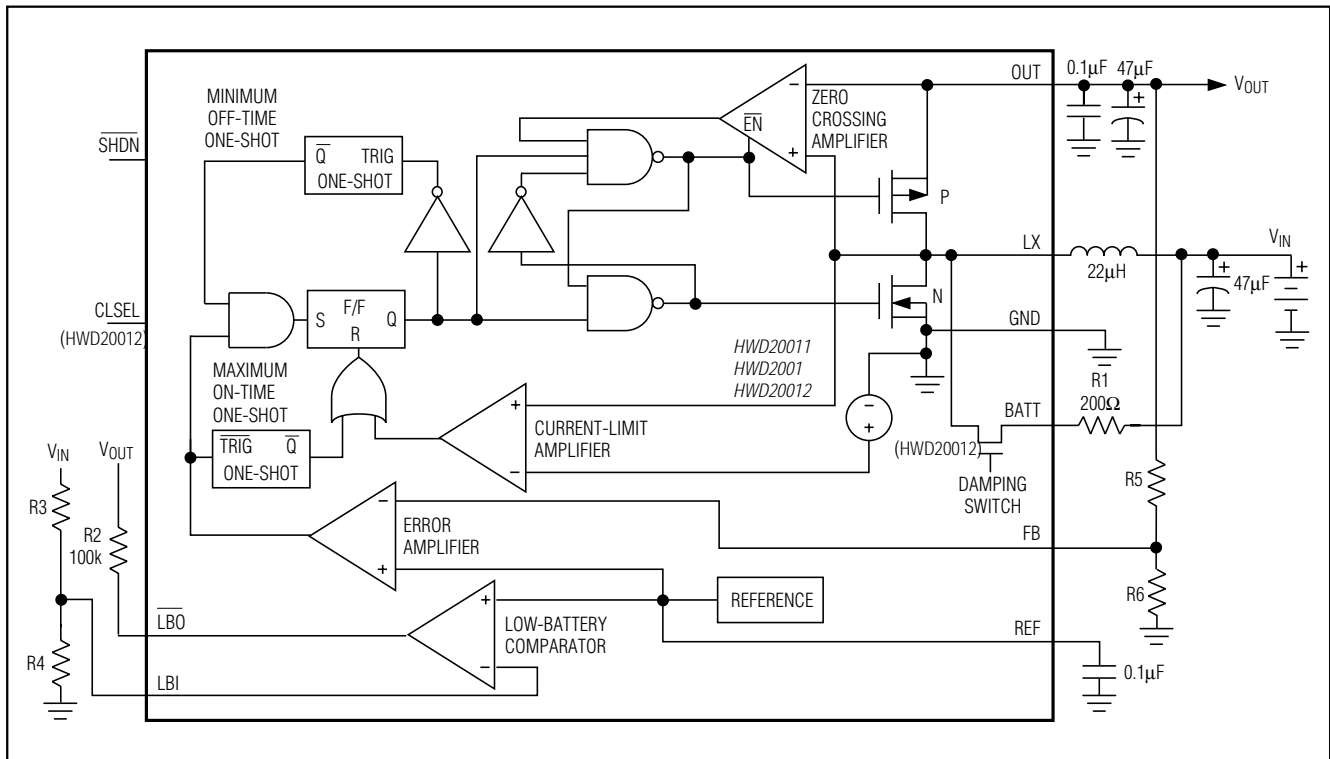 OUT
0.1µF
47µF
+
VOUT
MINIMUM
OFF-TIME
ONE-SHOT
SHDN
Q TRIG
ONE-SHOT
−
EN
+
ZERO
CROSSING
AMPLIFIER
P
LX
22µH
VIN
+
47µF
+
CLSEL
(HWD20012)
S F/F Q
R
N
GND
MAXIMUM
ON-TIME
ONE-SHOT
HWD20011
HWD2001
HWD20012
+
−
CURRENT-LIMIT
AMPLIFIER
−
+
(HWD20012)
BATT
R1
200Ω
DAMPING
SWITCH
TRIG Q
ONE-SHOT
VIN
VOUT
R3
R2
100k
R5
−
+
ERROR
AMPLIFIER
FB
R6
REFERENCE
LBO
+
−
LOW-BATTERY
COMPARATOR
REF
R4
LBI
0.1µF